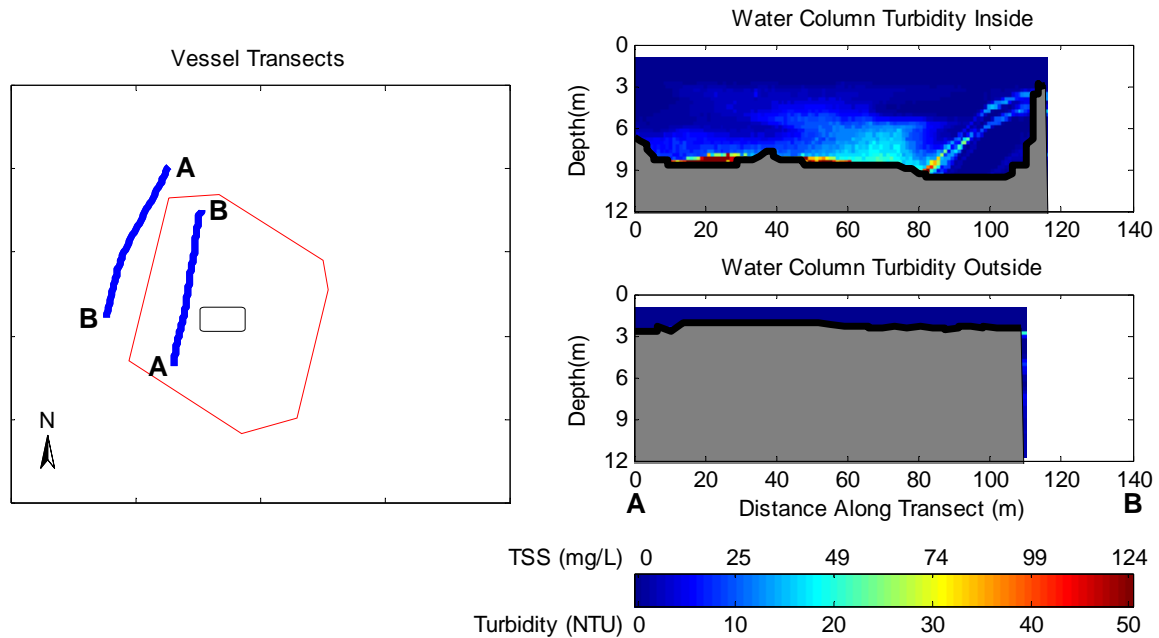 Vessel Transects
A
B
B
A
N
Water Column Turbidity Inside
0
3
6
9
12
Depth(m)
0 20 40 60 80 100 120 140
Water Column Turbidity Outside
0
3
6
9
12
Depth(m)
0 20 40 60 80 100 120 140
A Distance Along Transect (m) B
TSS (mg/L) 0 25 49 74 99 124
Turbidity (NTU) 0 10 20 30 40 50